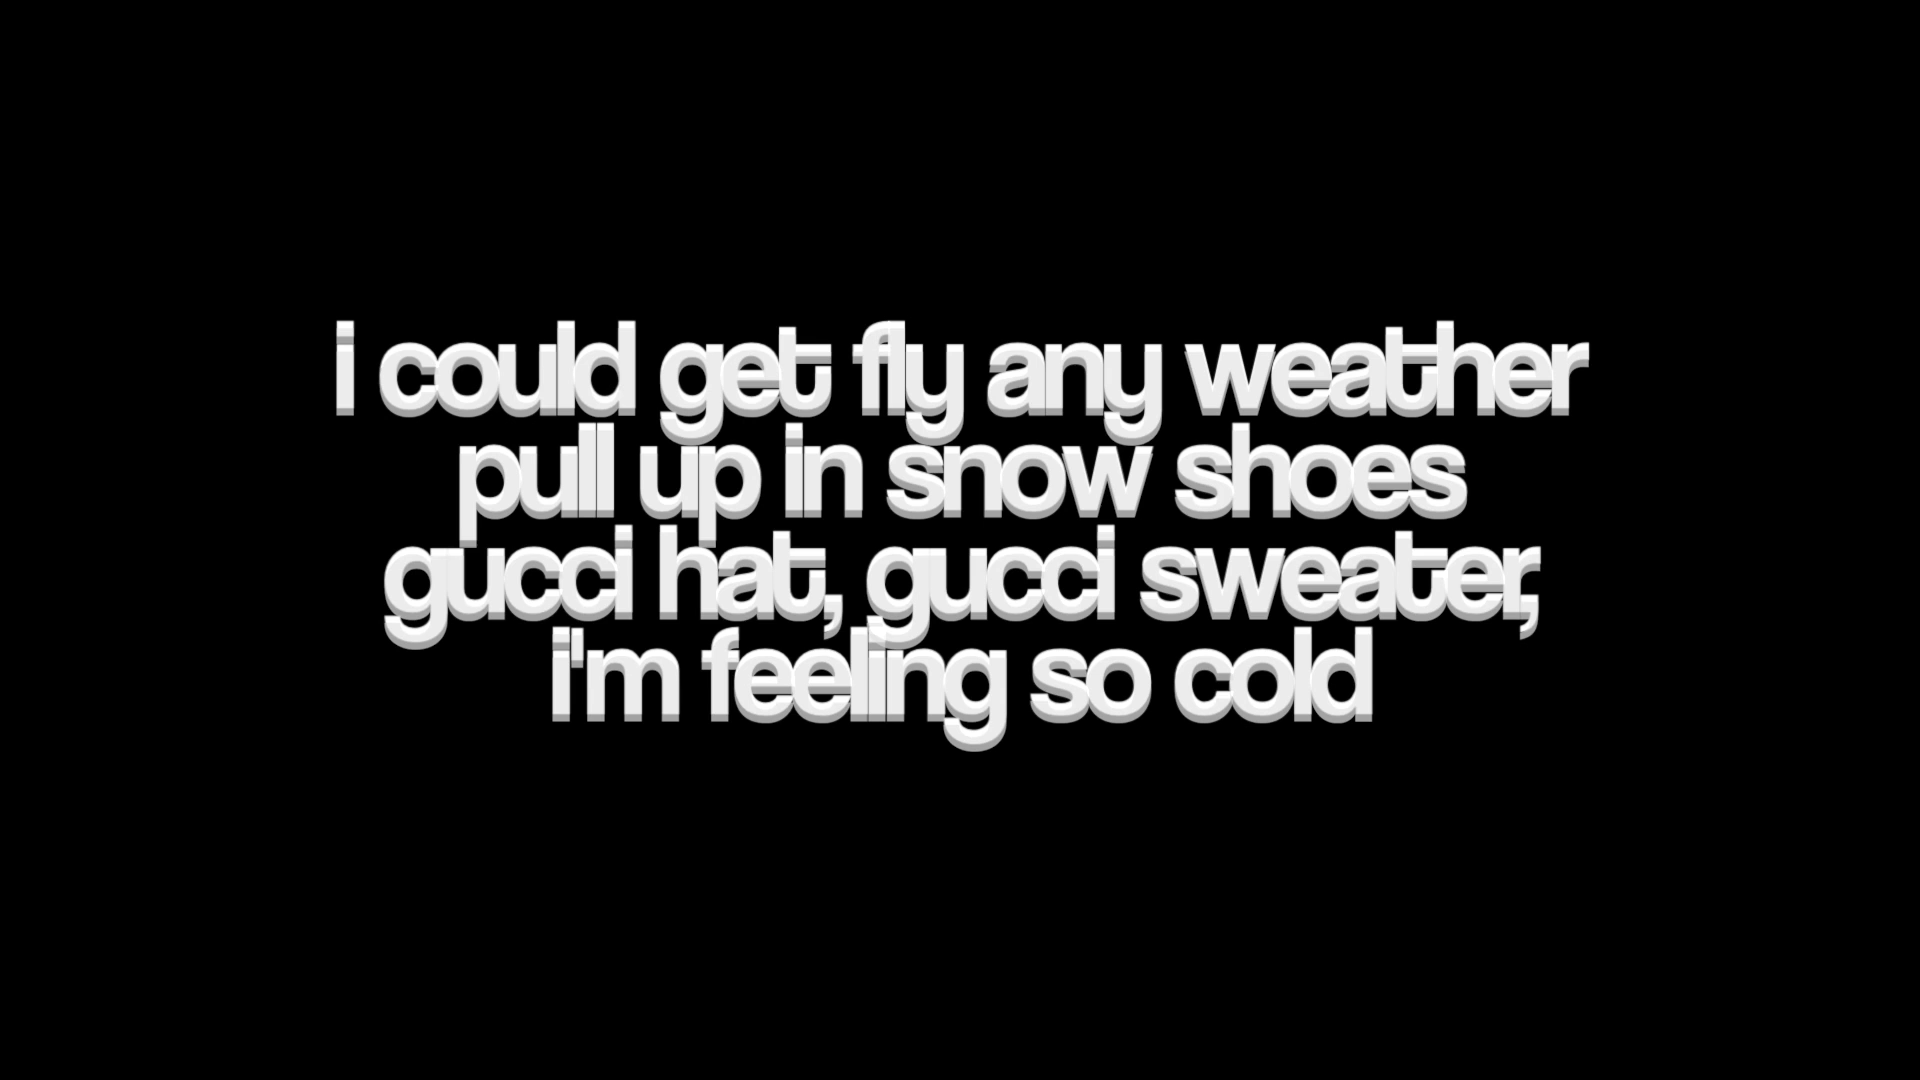 i could get fly any weather
pull up in snow shoes
gucci hat, gucci sweater,
i'm feeling so cold